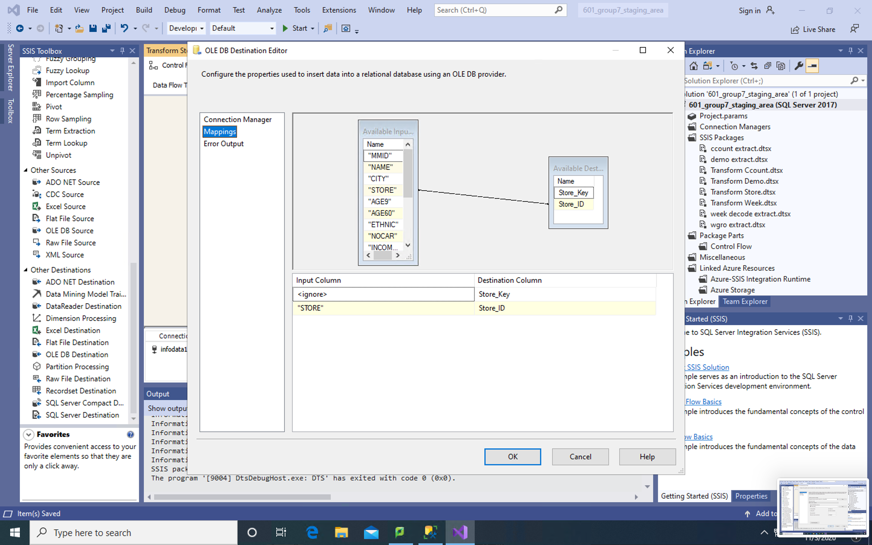 File Edit View Project Build Debug Format Test Analyze Tools Extensions Window Help Search (Ctrl+Q) 601_group7_staging_area Sign in
Developi Default Start Live Share
Server Explorer
Toolbox
SSIS Toolbox
Fuzzy Grouping
Fuzzy Lookup
Import Column
Percentage Sampling
Pivot
Row Sampling
Term Extraction
Term Lookup
Unpivot
Other Sources
ADO NET Source
CDC Source
Excel Source
Flat File Source
OLE DB Source
Raw File Source
XML Source
Other Destinations
ADO NET Destination
Data Mining Model Trai...
DataReader Destination
Dimension Processing
Excel Destination
Flat File Destination
OLE DB Destination
Partition Processing
Raw File Destination
Recordset Destination
SQL Server Compact D...
SQL Server Destination
Favorites
Provides convenient access to your
favorite elements so that they are
only a click away.
Transform Sto
Control F
Data Flow T
Connectio
infodata1
Output
Show outpu
Informati
Informati
Informati
Informati
Informati
SSIS pack
The program '[9004] DtsDebugHost.exe: DTS' has exited with code 0 (0x0).
OLE DB Destination Editor
Configure the properties used to insert data into a relational database using an OLE DB provider.
Connection Manager
Mappings
Error Output
Available Inpu...
Name
"MMID"
"NAME"
"CITY"
"STORE"
"AGE9"
"AGE60"
"ETHNIC"
"NOCAR"
"INCOM...
Available Dest...
Name
Store_Key
Store_ID
Input Column Destination Column
<ignore> Store_Key
"STORE" Store_ID
OK Cancel Help
n Explorer
Solution Explorer (Ctrl+;)
lution '601_group7_staging_area' (1 of 1 project)
601_group7_staging_area (SQL Server 2017)
Project.params
Connection Managers
SSIS Packages
ccount extract.dtsx
demo extract.dtsx
Transform Ccount.dtsx
Transform Demo.dtsx
Transform Store.dtsx
Transform Week.dtsx
week decode extract.dtsx
wgro extract.dtsx
Package Parts
Control Flow
Miscellaneous
Linked Azure Resources
Azure-SSIS Integration Runtime
Azure Storage
n Explorer Team Explorer
Started (SSIS)
e to SQL Server Integration Services (SSIS).
ples
SSIS Solution
mple serves as an introduction to the SQL Server
ion Services development environment.
Flow Basics
mple introduces the fundamental concepts of the control
w Basics
mple introduces the fundamental concepts of the data
Getting Started (SSIS) Properties
Item(s) Saved
Add to
Type here to search